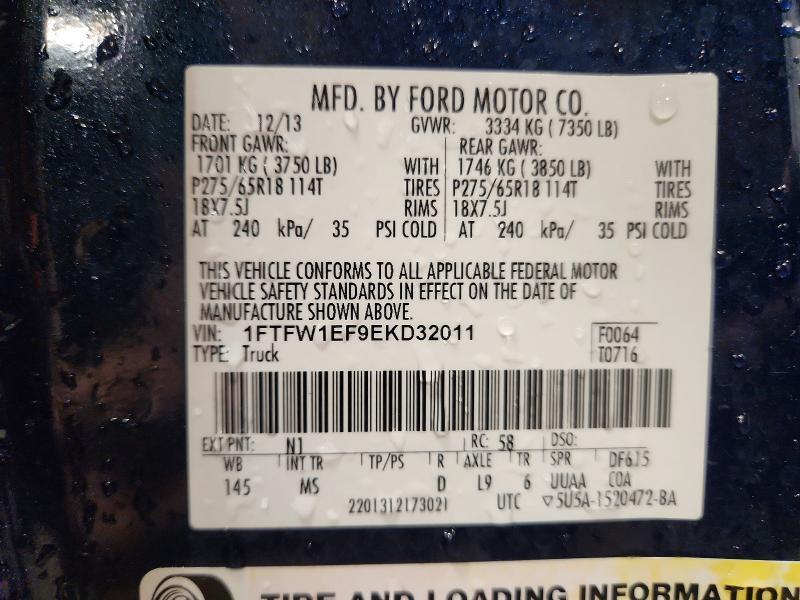 MFD. BY FORD MOTOR CO.
DATE: 12/13 GVWR: 3334 KG ( 7350 LB)
FRONT GAWR: REAR GAWR:
1701 KG ( 3750 LB) WITH 1746 KG ( 3850 LB) WITH
P275/65R18 114T TIRES P275/65R18 114T TIRES
18X7.5J RIMS 18X7.5J RIMS
AT 240 kPa/ 35 PSI COLD AT 240 kPa/ 35 PSI COLD
THIS VEHICLE CONFORMS TO ALL APPLICABLE FEDERAL MOTOR
VEHICLE SAFETY STANDARDS IN EFFECT ON THE DATE OF
MANUFACTURE SHOWN ABOVE.
VIN: 1FTFW1EF9EKD32011 F0064
TYPE: Truck T0716
EXT PNT: N1 RC: 58 DSO:
WB INT TR TP/PS R AXLE TR SPR DF615
145 MS D L9 6 UUAA COA
2201312173021 UTC ▽5U5A-1520472-BA
TIRE AND LOADING INFORMATION